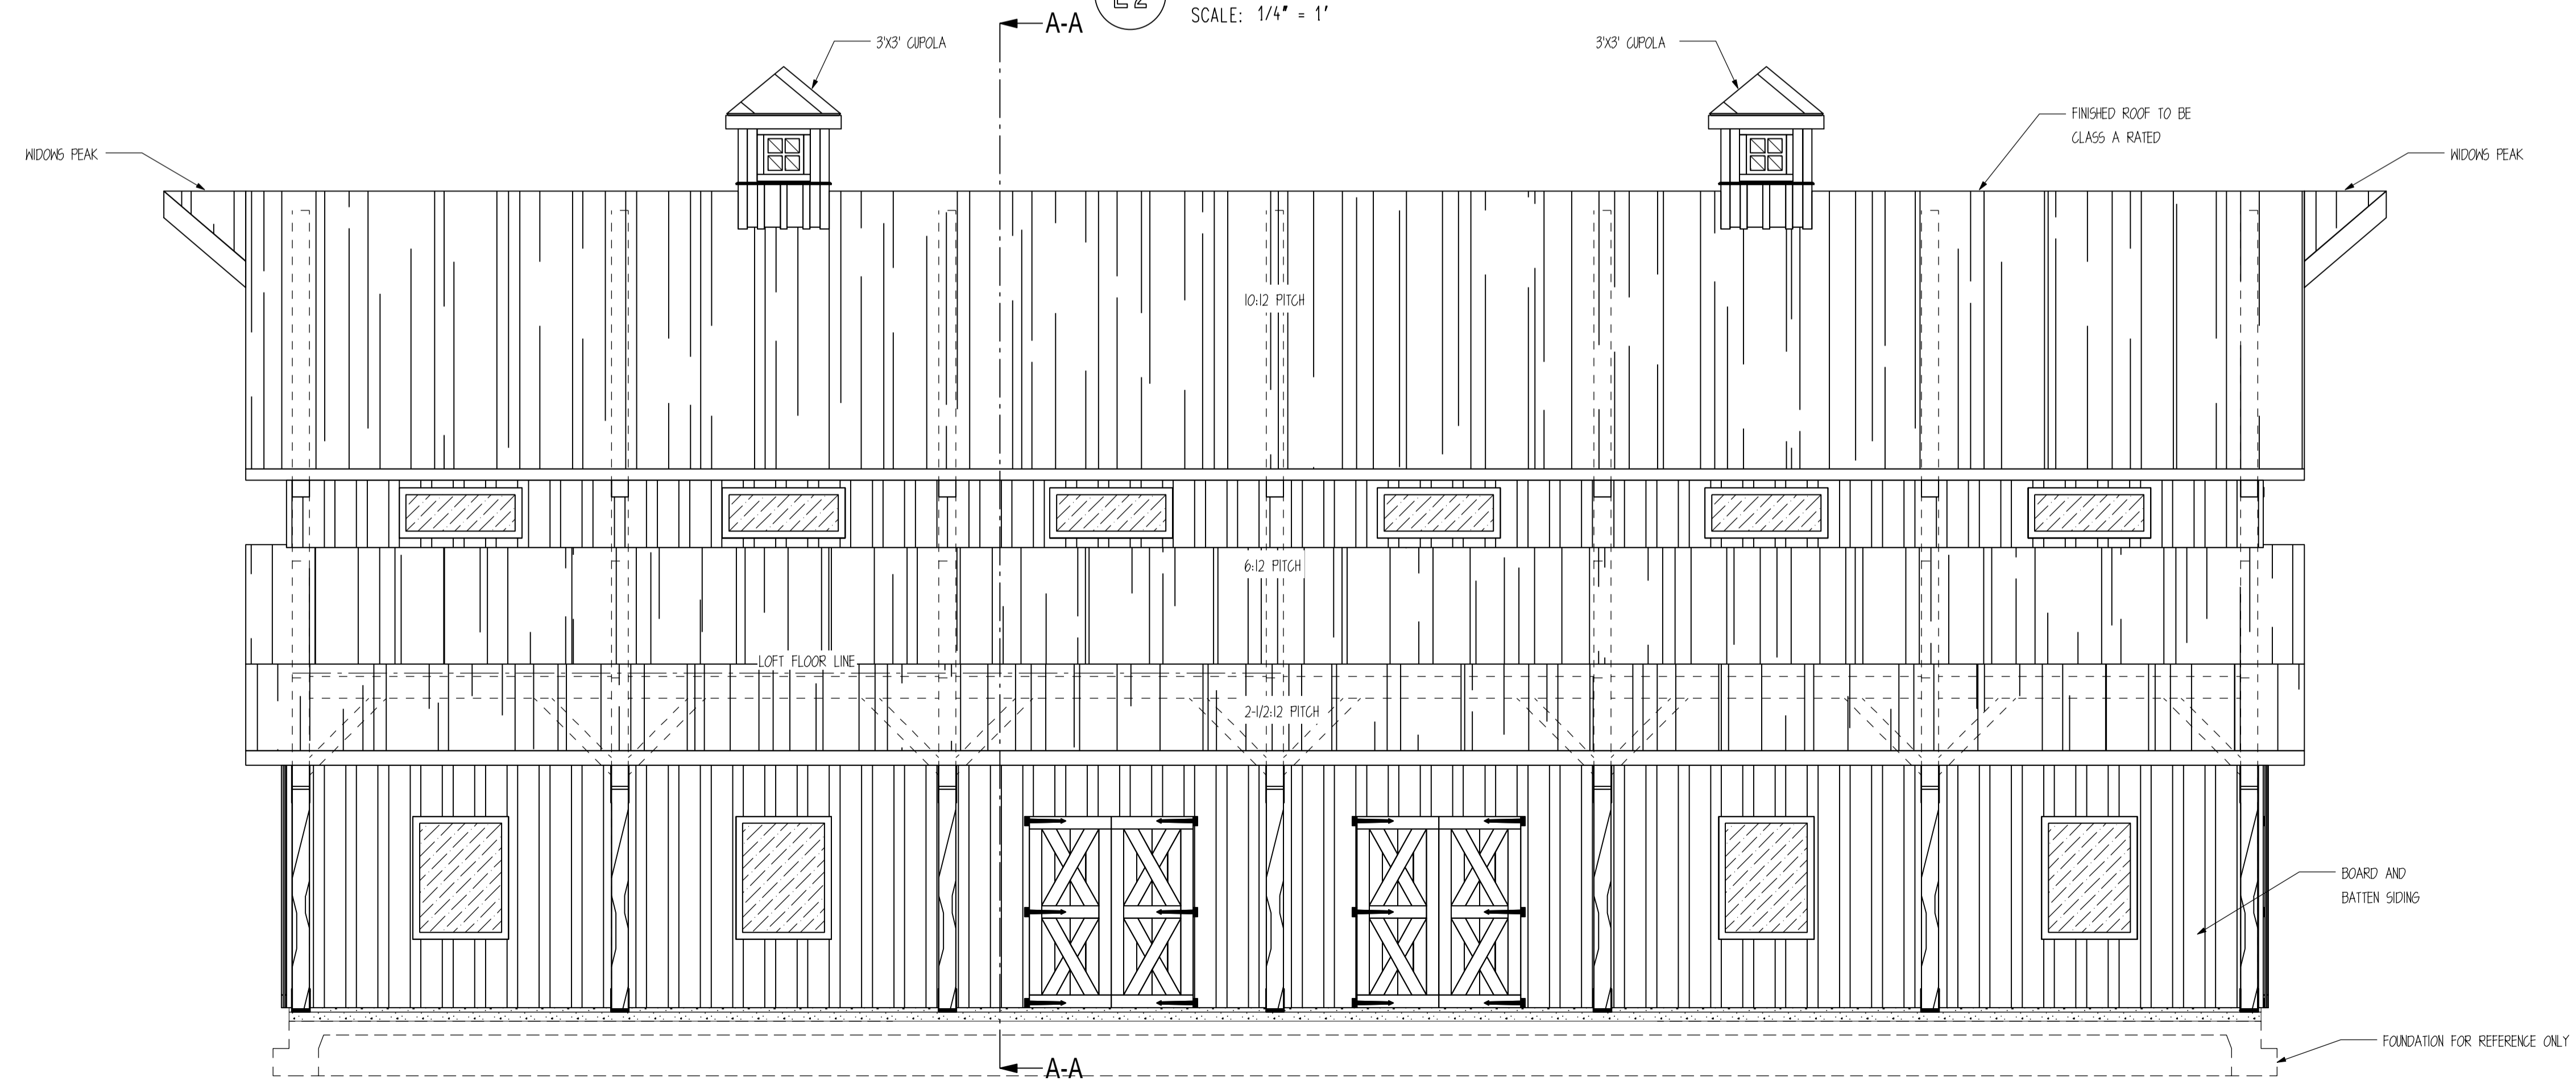 E2
SCALE: 1/4" = 1'
A-A
3'X3' CUPOLA
3'X3' CUPOLA
FINISHED ROOF TO BE
CLASS A RATED
WIDOWS PEAK
WIDOWS PEAK
10:12 PITCH
6:12 PITCH
LOFT FLOOR LINE
2-1/2:12 PITCH
BOARD AND
BATTEN SIDING
FOUNDATION FOR REFERENCE ONLY
A-A